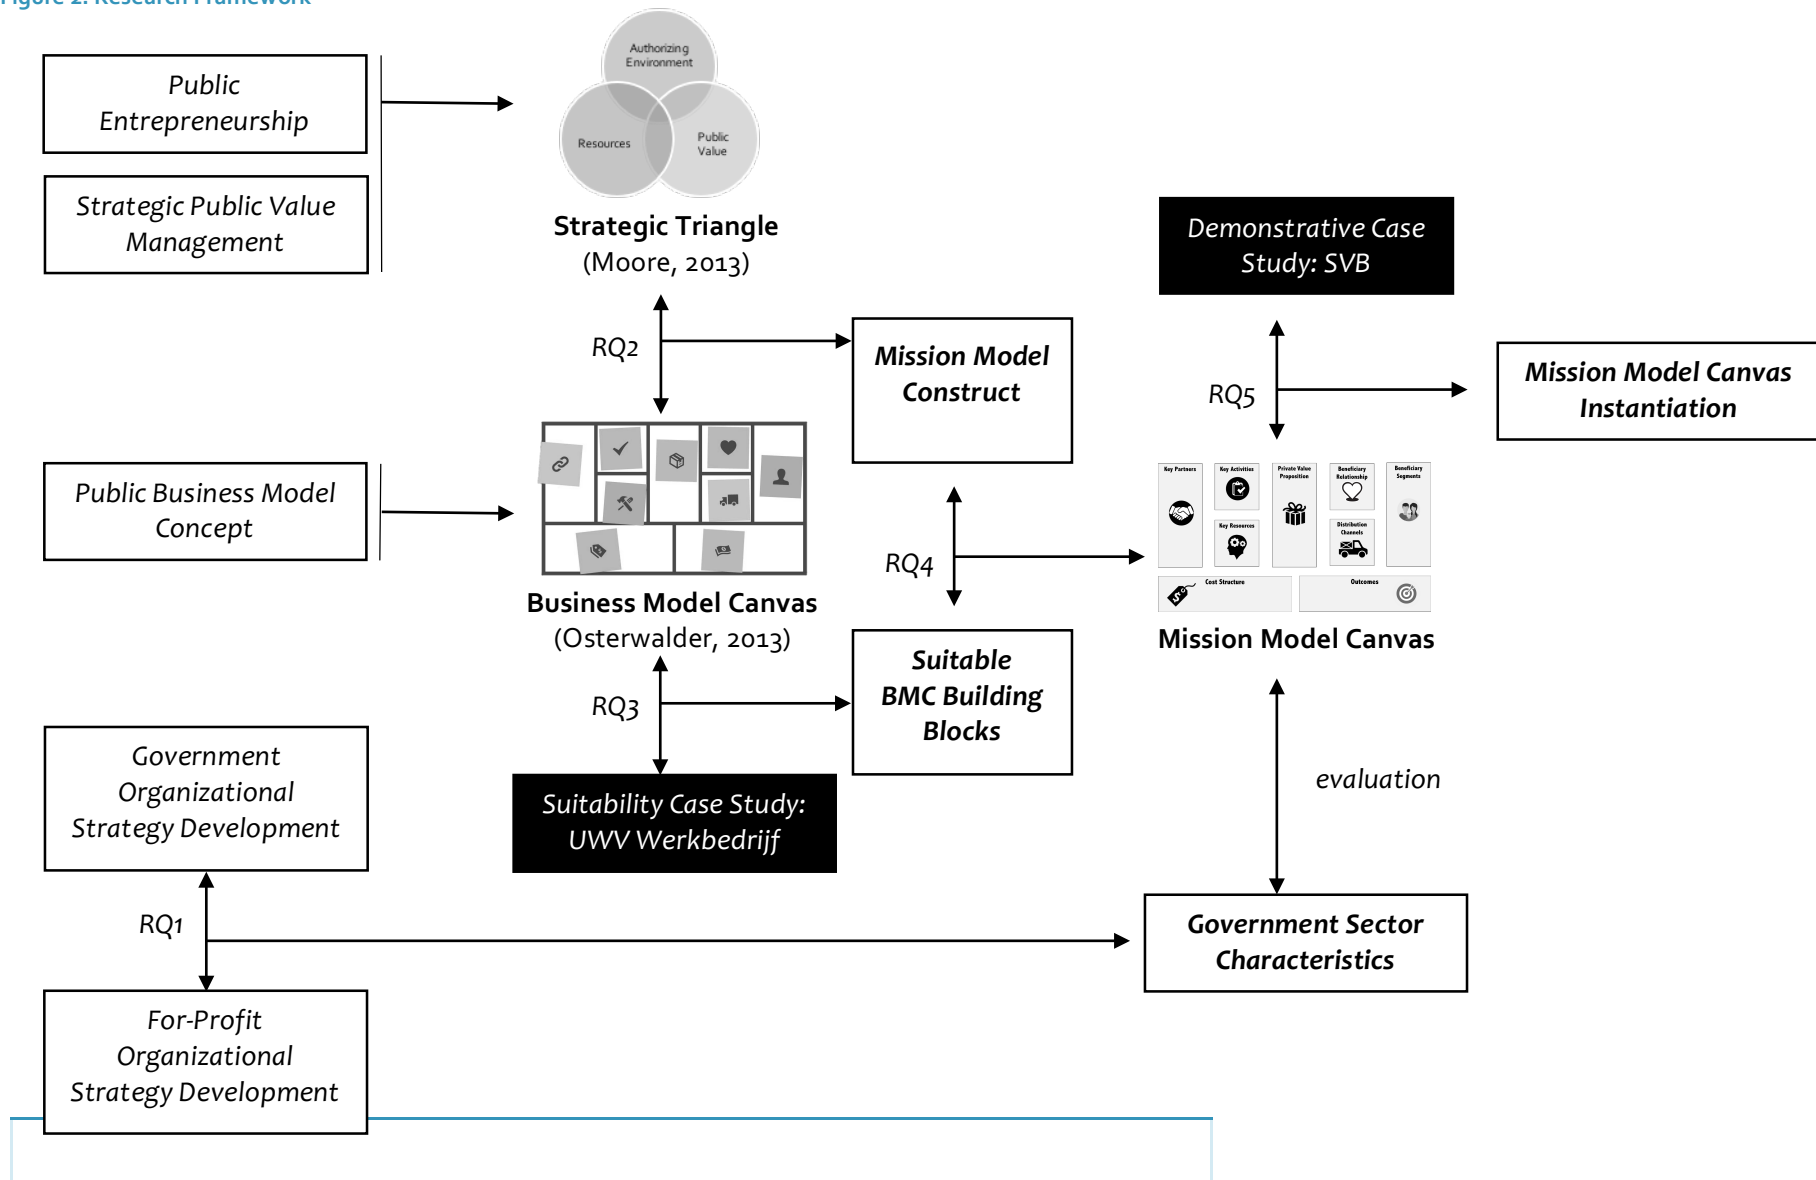 Figure 2: Research Framework
Public
Entrepreneurship
Strategic Public Value
Management
Authorizing
Environment
Resources
Public
Value
Strategic Triangle
(Moore, 2013)
Demonstrative Case
Study: SVB
RQ2
Mission Model
Construct
RQ5
Mission Model Canvas
Instantiation
Public Business Model
Concept
Key Partners
Key Activities
Private Value
Proposition
Beneficiary
Relationship
Beneficiary
Segments
Key Resources
Distribution
Channels
Cost Structure
Outcomes
RQ4
Business Model Canvas
(Osterwalder, 2013)
Mission Model Canvas
Suitable
BMC Building
Blocks
RQ3
Government
Organizational
Strategy Development
Suitability Case Study:
UWV Werkbedrijf
evaluation
RQ1
Government Sector
Characteristics
For-Profit
Organizational
Strategy Development